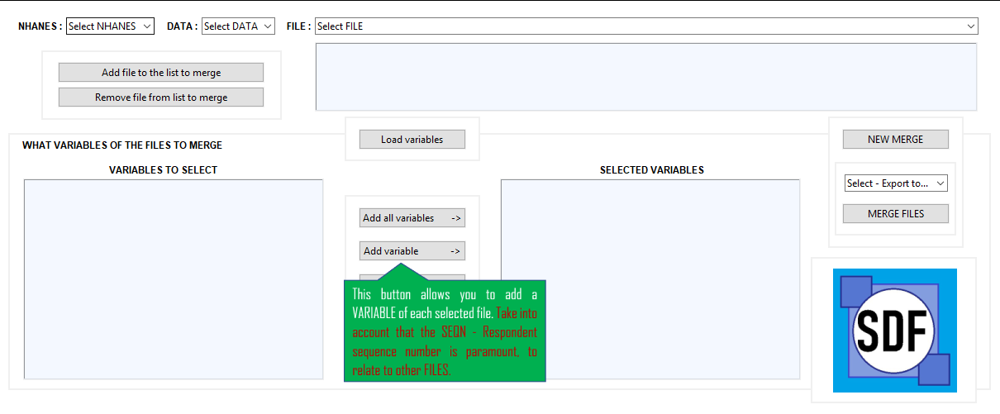 NHANES : Select NHANES DATA : Select DATA FILE : Select FILE
Add file to the list to merge
Remove file from list to merge
Load variables
NEW MERGE
WHAT VARIABLES OF THE FILES TO MERGE
VARIABLES TO SELECT
SELECTED VARIABLES
Select - Export to...
MERGE FILES
Add all variables ->
Add variable ->
This button allows you to add a
VARIABLE of each selected file. Take into
account that the SEQN - Respondent
sequence number is paramount, to
relate to other FILES.
SDF